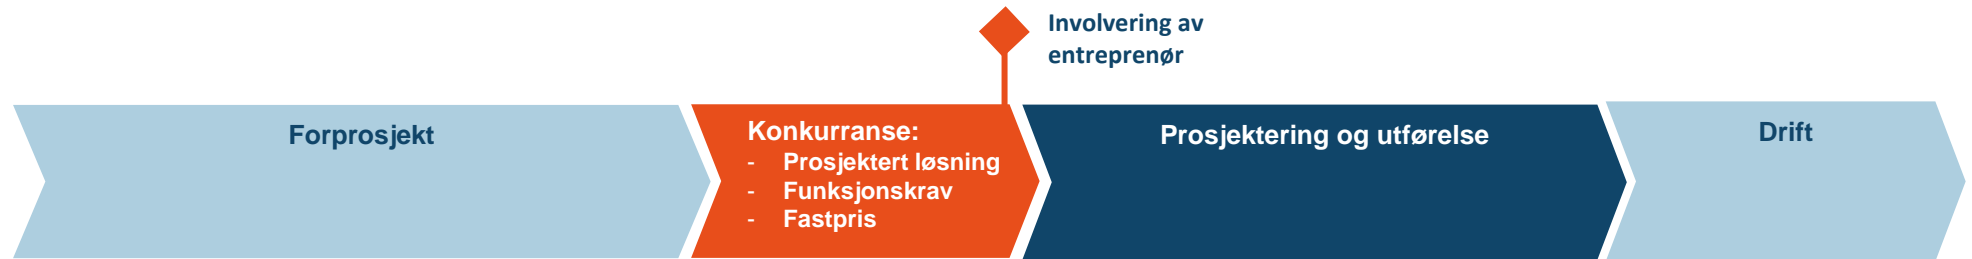 Involvering av
entreprenør
Forprosjekt
Konkurranse:
- Prosjektert løsning
- Funksjonskrav
- Fastpris
Prosjektering og utførelse
Drift